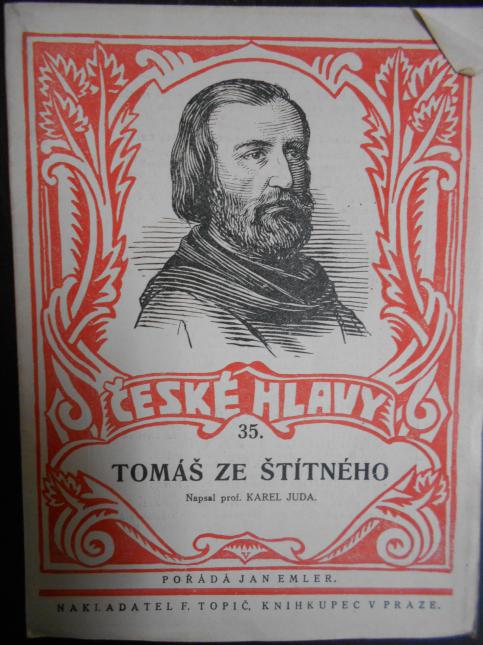 ČESKÉ HLAVY
35.
TOMÁŠ ZE ŠTÍTNÉHO
Napsal prof. KAREL JUDA.
POŘÁDÁ JAN EMLER.
NAKLADATEL F. TOPIČ, KNIHKUPEC V PRAZE.